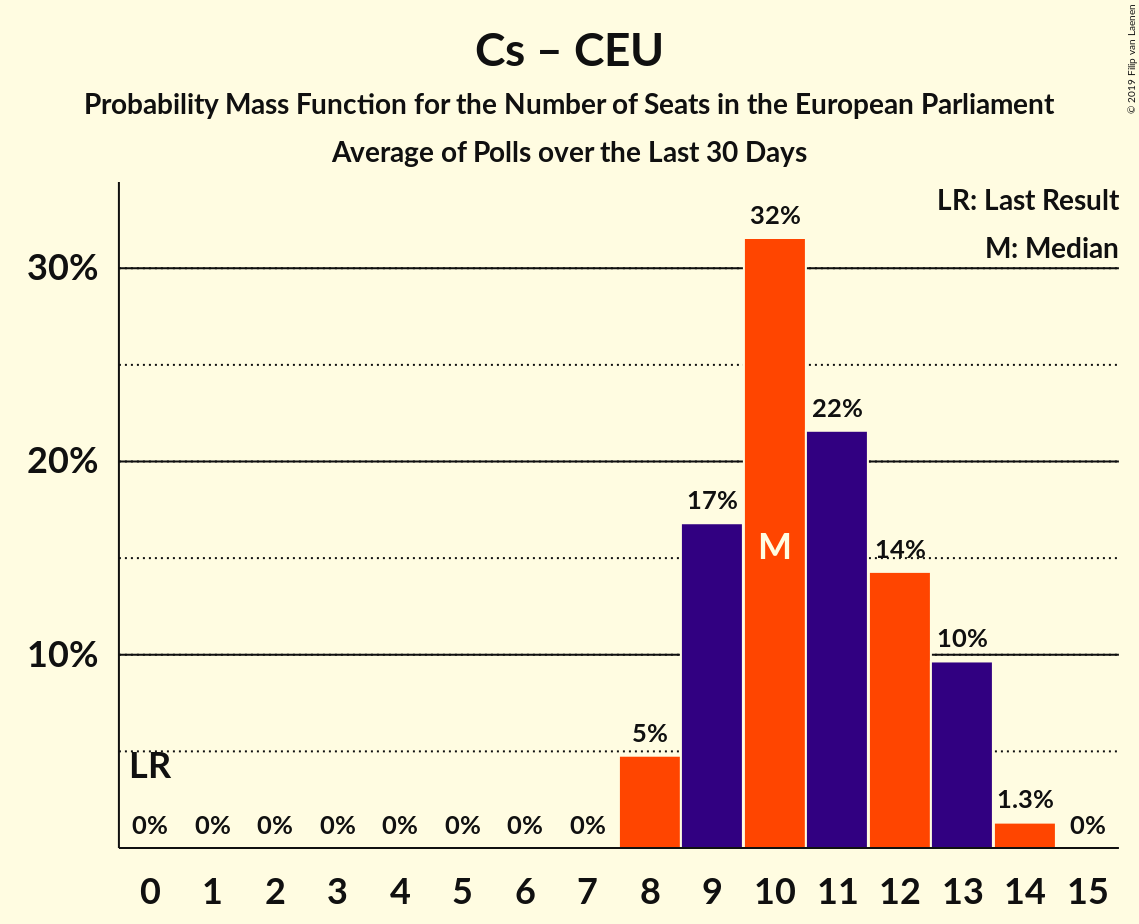 Cs – CEU
Probability Mass Function for the Number of Seats in the European Parliament
Average of Polls over the Last 30 Days
© 2019 Filip van Laenen
LR: Last Result
M: Median
32%
30%
22%
20%
17%
M
14%
10%
10%
5%
LR
1.3%
0% 0% 0% 0% 0% 0% 0% 0% 0%
0 1 2 3 4 5 6 7 8 9 10 11 12 13 14 15